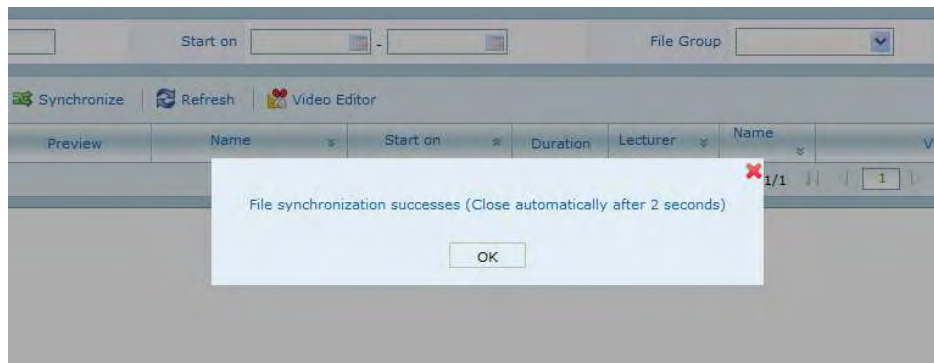 Start on - File Group
Synchronize Refresh Video Editor
Preview Name Start on Duration Lecturer Name V
1/1 1
File synchronization successes (Close automatically after 2 seconds)
OK